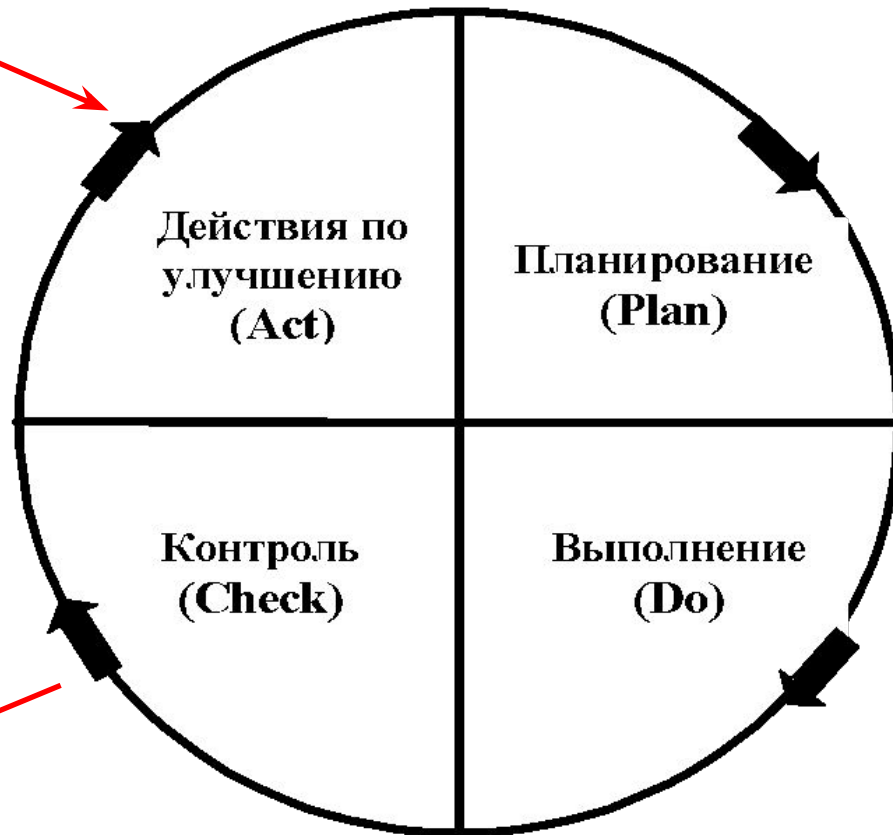 Действия по
улучшению
(Act)
Планирование
(Plan)
Контроль
(Check)
Выполнение
(Do)